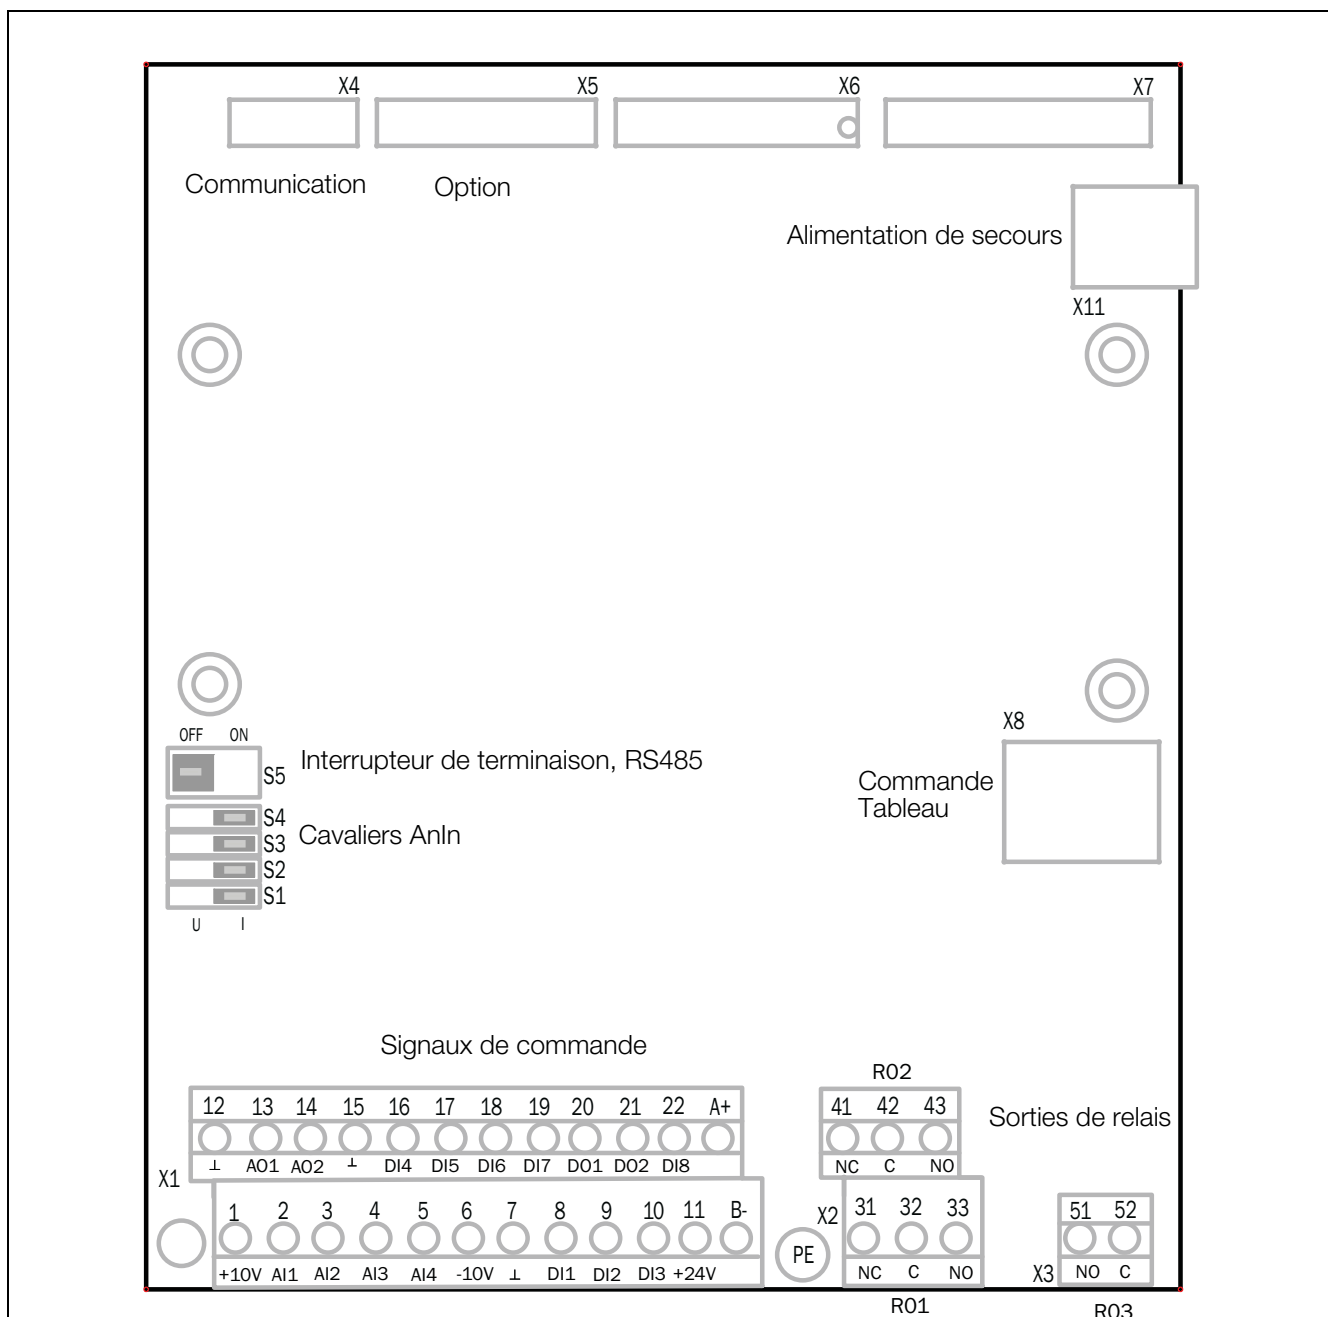 X4 X5 X6 X7
Communication Option
Alimentation de secours
X11
OFF ON
X8
S5 Interrupteur de terminaison, RS485
Commande
Tableau
S4
Cavaliers AnIn
S3
S2
S1
U I
Signaux de commande
R02
12 13 14 15 16 17 18 19 20 21 22 A+
41 42 43
Sorties de relais
⊥ AO1 AO2 ⊥ DI4 DI5 DI6 DI7 DO1 DO2 DI8
NC C NO
X1
1 2 3 4 5 6 7 8 9 10 11 B-
X2 31 32 33
51 52
PE
+10V AI1 AI2 AI3 AI4 -10V ⊥ DI1 DI2 DI3 +24V
NC C NO
X3 NO C
R01
R03